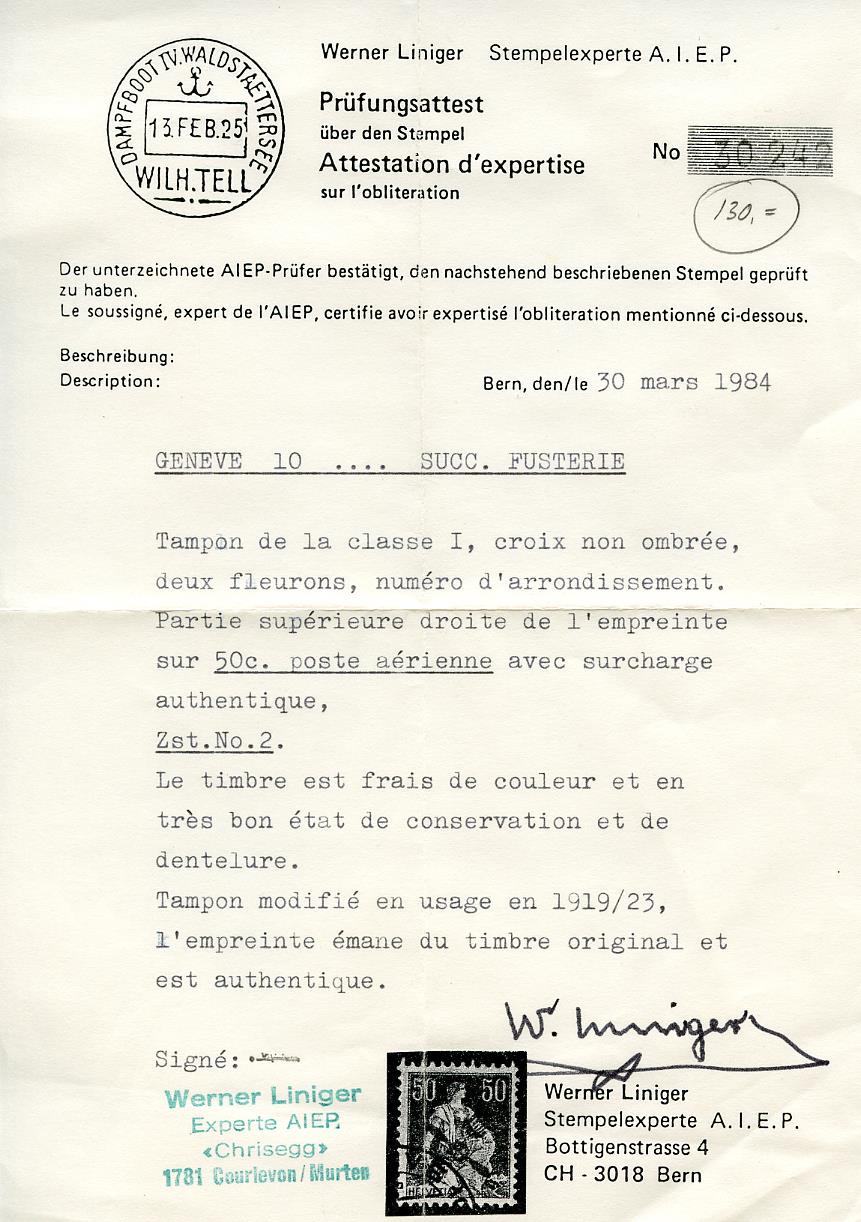 DAMPFBOOT IV. WALDSTAETTERSEE
13.FEB.25
WILH.TELL
Werner Liniger Stempelexperte A.I.E.P.
Prüfungsattest
über den Stempel
Attestation d'expertise
sur l'obliteration
No 30 242
130,=
Der unterzeichnete AIEP-Prüfer bestätigt, den nachstehend beschriebenen Stempel geprüft
zu haben.
Le soussigné, expert de l'AIEP, certifie avoir expertisé l'obliteration mentionné ci-dessous.
Beschreibung:
Description:
Bern, den/le 30 mars 1984
GENEVE 10 .... SUCC. FUSTERIE
Tampon de la classe I, croix non ombrée,
deux fleurons, numéro d'arrondissement.
Partie supérieure droite de l'empreinte
sur 50c. poste aérienne avec surcharge
authentique,
Zst.No.2.
Le timbre est frais de couleur et en
très bon état de conservation et de
dentelure.
Tampon modifié en usage en 1919/23,
l'empreinte émane du timbre original et
est authentique.
W. Liniger
Signé:
Werner Liniger
Experte AIEP
«Chrisegg»
1781 Courlevon/Murten
50 50
HELVETIA
Werner Liniger
Stempelexperte A.I.E.P.
Bottigenstrasse 4
CH - 3018 Bern